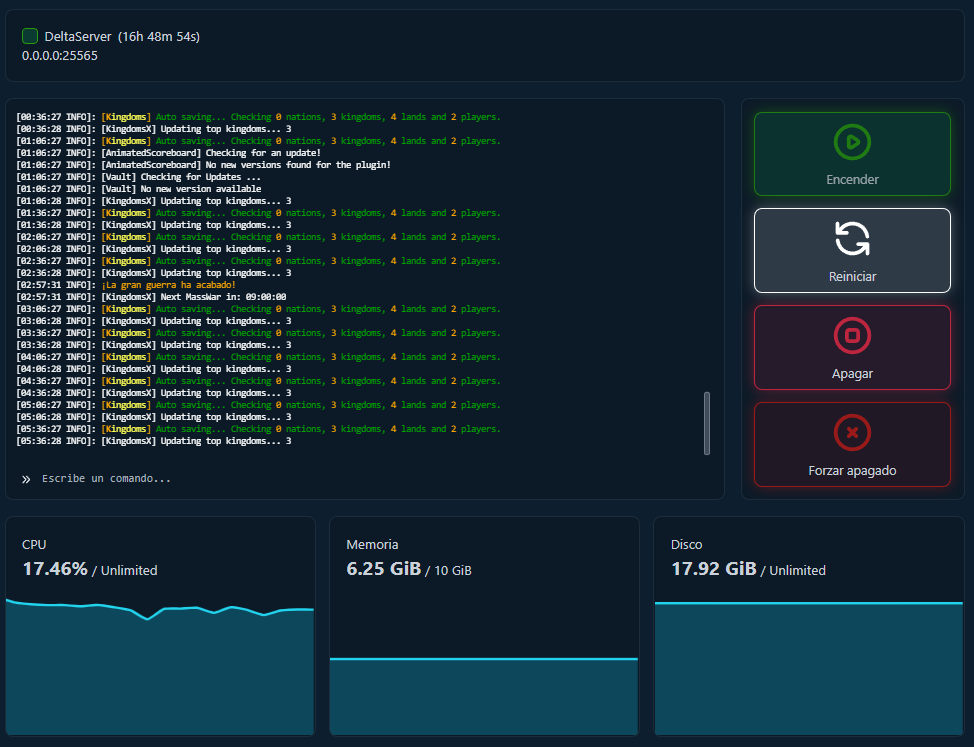 DeltaServer (16h 48m 54s)
0.0.0.0:25565
[00:36:27 INFO]: [Kingdoms] Auto saving... Checking 0 nations, 3 kingdoms, 4 lands and 2 players.
[00:36:28 INFO]: [KingdomsX] Updating top kingdoms... 3
[01:06:27 INFO]: [Kingdoms] Auto saving... Checking 0 nations, 3 kingdoms, 4 lands and 2 players.
[01:06:27 INFO]: [AnimatedScoreboard] Checking for an update!
[01:06:27 INFO]: [AnimatedScoreboard] No new versions found for the plugin!
[01:06:27 INFO]: [Vault] Checking for Updates ...
[01:06:27 INFO]: [Vault] No new version available
[01:06:28 INFO]: [KingdomsX] Updating top kingdoms... 3
[01:36:27 INFO]: [Kingdoms] Auto saving... Checking 0 nations, 3 kingdoms, 4 lands and 2 players.
[01:36:28 INFO]: [KingdomsX] Updating top kingdoms... 3
[02:06:27 INFO]: [Kingdoms] Auto saving... Checking 0 nations, 3 kingdoms, 4 lands and 2 players.
[02:06:28 INFO]: [KingdomsX] Updating top kingdoms... 3
[02:36:27 INFO]: [Kingdoms] Auto saving... Checking 0 nations, 3 kingdoms, 4 lands and 2 players.
[02:36:28 INFO]: [KingdomsX] Updating top kingdoms... 3
[02:57:31 INFO]: ¡La gran guerra ha acabado!
[02:57:31 INFO]: [KingdomsX] Next MassWar in: 09:00:00
[03:06:27 INFO]: [Kingdoms] Auto saving... Checking 0 nations, 3 kingdoms, 4 lands and 2 players.
[03:06:28 INFO]: [KingdomsX] Updating top kingdoms... 3
[03:36:27 INFO]: [Kingdoms] Auto saving... Checking 0 nations, 3 kingdoms, 4 lands and 2 players.
[03:36:28 INFO]: [KingdomsX] Updating top kingdoms... 3
[04:06:27 INFO]: [Kingdoms] Auto saving... Checking 0 nations, 3 kingdoms, 4 lands and 2 players.
[04:06:28 INFO]: [KingdomsX] Updating top kingdoms... 3
[04:36:27 INFO]: [Kingdoms] Auto saving... Checking 0 nations, 3 kingdoms, 4 lands and 2 players.
[04:36:28 INFO]: [KingdomsX] Updating top kingdoms... 3
[05:06:27 INFO]: [Kingdoms] Auto saving... Checking 0 nations, 3 kingdoms, 4 lands and 2 players.
[05:06:28 INFO]: [KingdomsX] Updating top kingdoms... 3
[05:36:27 INFO]: [Kingdoms] Auto saving... Checking 0 nations, 3 kingdoms, 4 lands and 2 players.
[05:36:28 INFO]: [KingdomsX] Updating top kingdoms... 3
» Escribe un comando...
Encender
Reiniciar
Apagar
Forzar apagado
CPU
17.46% / Unlimited
Memoria
6.25 GiB / 10 GiB
Disco
17.92 GiB / Unlimited